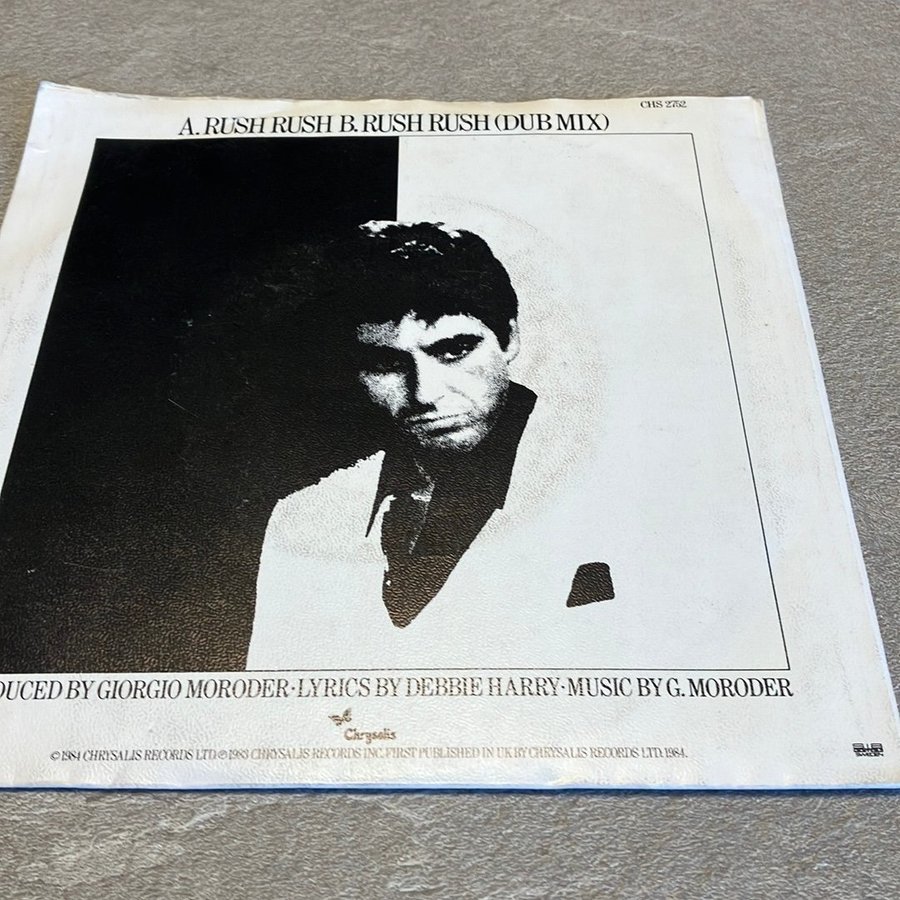 CHS 2752
A. RUSH RUSH B. RUSH RUSH (DUB MIX)
DUCED BY GIORGIO MORODER·LYRICS BY DEBBIE HARRY·MUSIC BY G. MORODER
Chrysalis
© 1984 CHRYSALIS RECORDS LTD ℗ 1983 CHRYSALIS RECORDS INC. FIRST PUBLISHED IN UK BY CHRYSALIS RECORDS LTD. 1984.